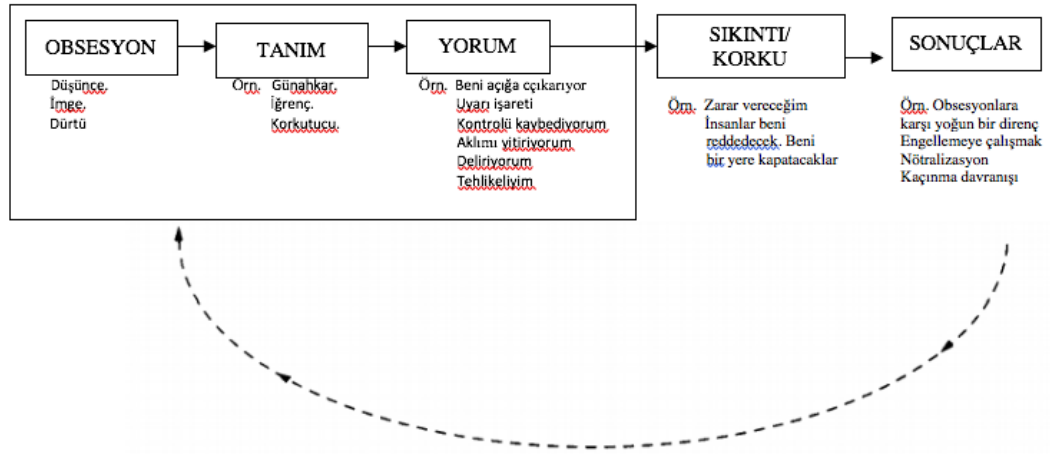 OBSESYON
Düşünce,
İmge,
Dürtü
TANIM
Örn. Günahkar,
İğrenç.
Korkutucu.
YORUM
Örn. Beni açığa cçıkarıyor
Uyarı işareti
Kontrolü kaybediyorum
Aklımı yitiriyorum
Deliriyorum
Tehlikeliyim
SIKINTI/
KORKU
Örn. Zarar vereceğim
İnsanlar beni
reddedecek. Beni
bir yere kapatacaklar
SONUÇLAR
Örn. Obsesyonlara
karşı yoğun bir direnç
Engellemeye çalışmak
Nötralizasyon
Kaçınma davranışı